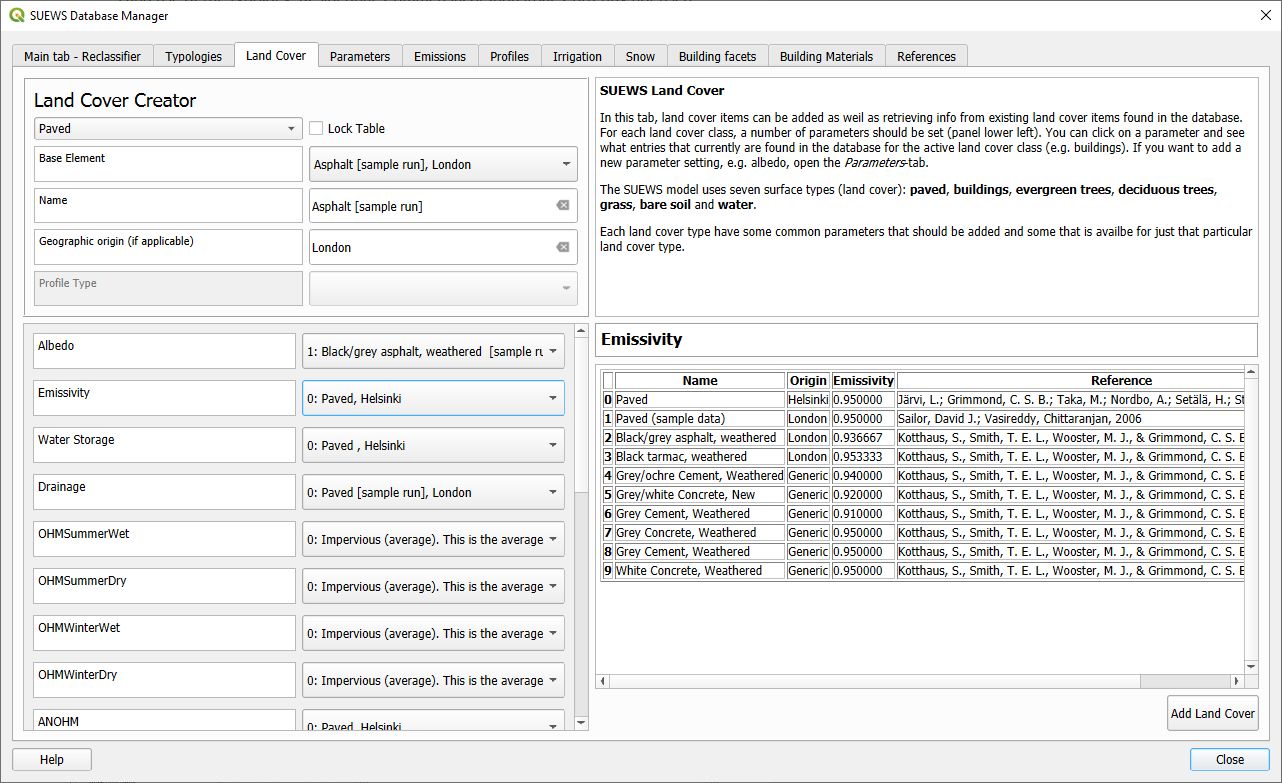 SUEWS Database Manager
Main tab - Reclassifier Typologies Land Cover Parameters Emissions Profiles Irrigation Snow Building facets Building Materials References
Land Cover Creator
Paved Lock Table
Base Element Asphalt [sample run], London
Name Asphalt [sample run]
Geographic origin (if applicable) London
Profile Type
SUEWS Land Cover
In this tab, land cover items can be added as well as retrieving info from existing land cover items found in the database.
For each land cover class, a number of parameters should be set (panel lower left). You can click on a parameter and see
what entries that currently are found in the database for the active land cover class (e.g. buildings). If you want to add a
new parameter setting, e.g. albedo, open the Parameters-tab.
The SUEWS model uses seven surface types (land cover): paved, buildings, evergreen trees, deciduous trees,
grass, bare soil and water.
Each land cover type have some common parameters that should be added and some that is availbe for just that particular
land cover type.
Albedo 1: Black/grey asphalt, weathered [sample ru
Emissivity 0: Paved, Helsinki
Water Storage 0: Paved , Helsinki
Drainage 0: Paved [sample run], London
OHMSummerWet 0: Impervious (average). This is the average
OHMSummerDry 0: Impervious (average). This is the average
OHMWinterWet 0: Impervious (average). This is the average
OHMWinterDry 0: Impervious (average). This is the average
ANOHM 0: Paved, Helsinki
Emissivity
Name Origin Emissivity Reference
0 Paved Helsinki 0.950000 Järvi, L.; Grimmond, C. S. B.; Taka, M.; Nordbo, A.; Setälä, H.; St
1 Paved (sample data) London 0.950000 Sailor, David J.; Vasireddy, Chittaranjan, 2006
2 Black/grey asphalt, weathered London 0.936667 Kotthaus, S., Smith, T. E. L., Wooster, M. J., & Grimmond, C. S. B
3 Black tarmac, weathered London 0.953333 Kotthaus, S., Smith, T. E. L., Wooster, M. J., & Grimmond, C. S. B
4 Grey/ochre Cement, Weathered Generic 0.940000 Kotthaus, S., Smith, T. E. L., Wooster, M. J., & Grimmond, C. S. B
5 Grey/white Concrete, New Generic 0.920000 Kotthaus, S., Smith, T. E. L., Wooster, M. J., & Grimmond, C. S. B
6 Grey Cement, Weathered Generic 0.910000 Kotthaus, S., Smith, T. E. L., Wooster, M. J., & Grimmond, C. S. B
7 Grey Concrete, Weathered Generic 0.950000 Kotthaus, S., Smith, T. E. L., Wooster, M. J., & Grimmond, C. S. B
8 Grey Cement, Weathered Generic 0.950000 Kotthaus, S., Smith, T. E. L., Wooster, M. J., & Grimmond, C. S. B
9 White Concrete, Weathered Generic 0.950000 Kotthaus, S., Smith, T. E. L., Wooster, M. J., & Grimmond, C. S. B
Add Land Cover
Help Close